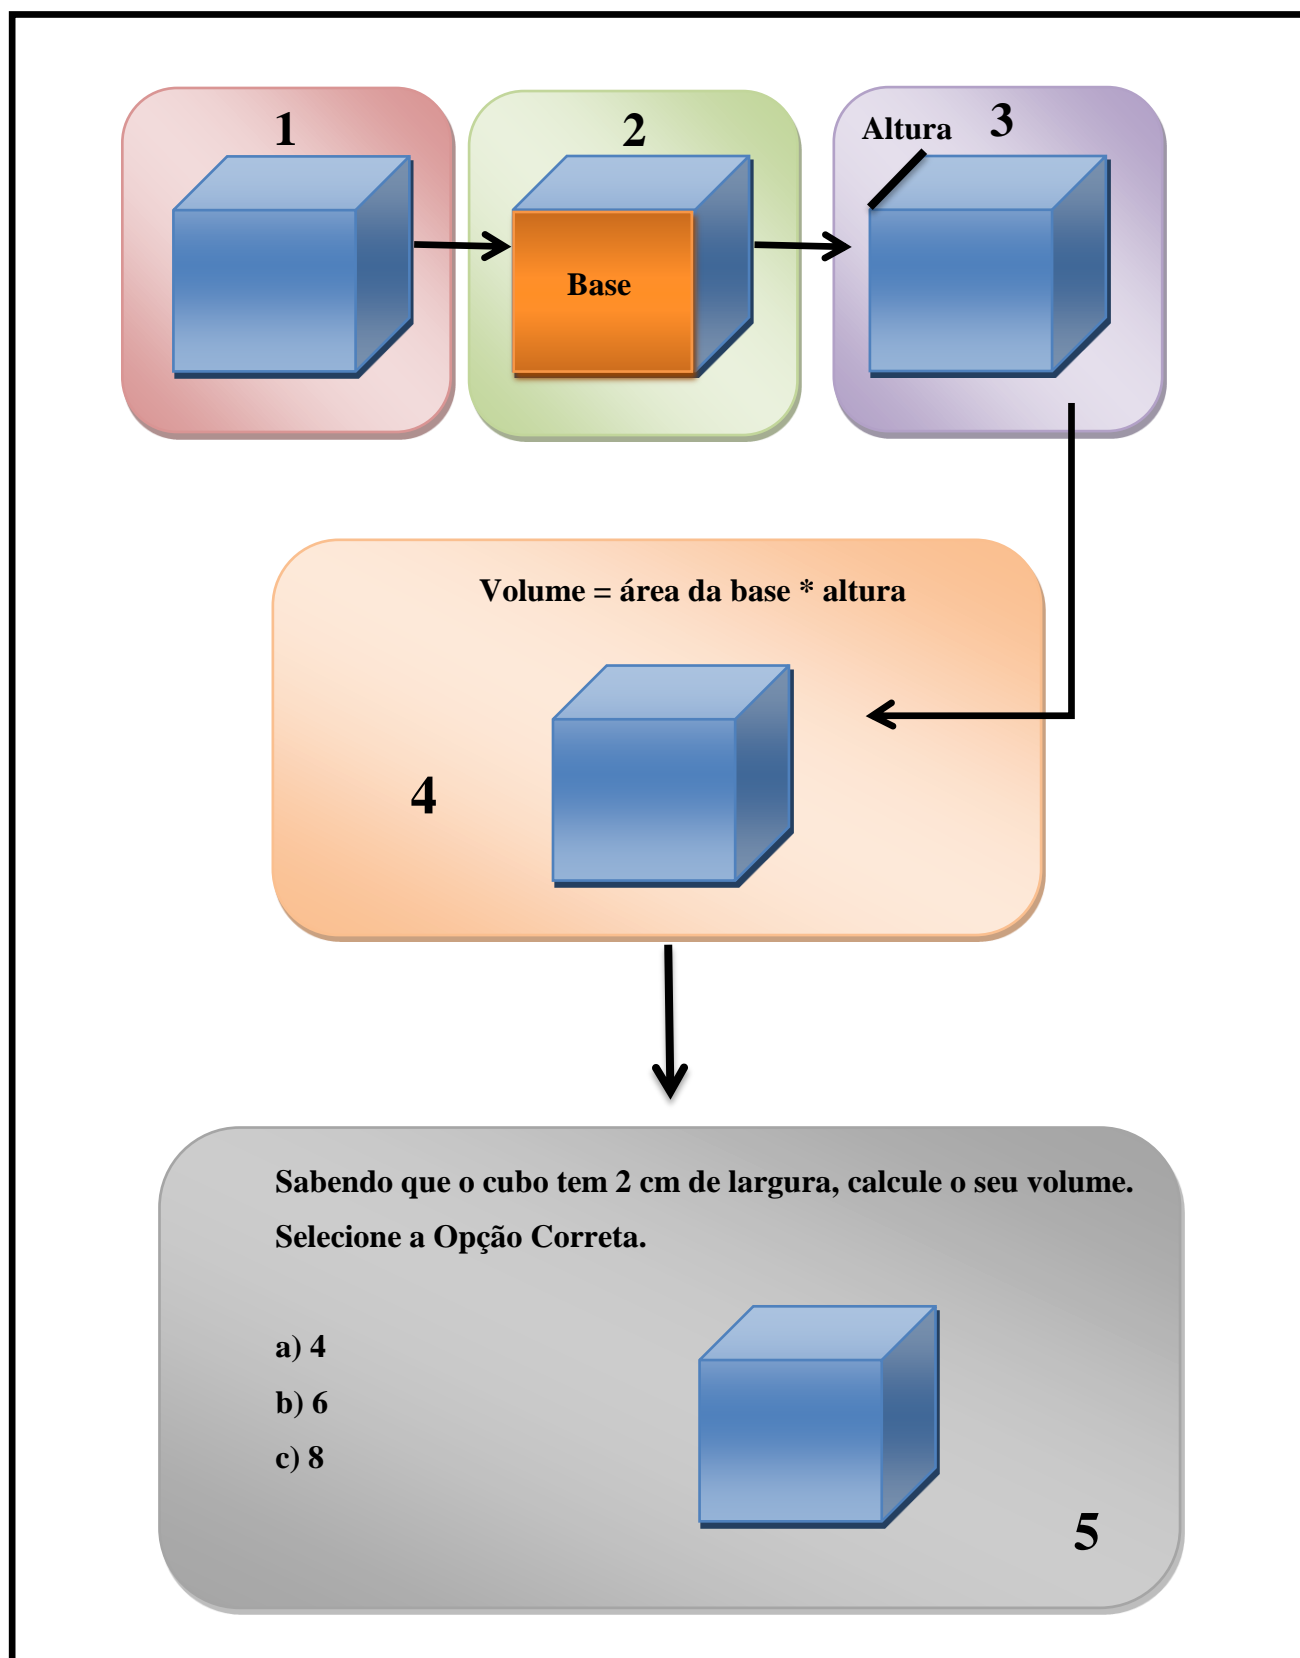 1
2
Altura 3
Base
Volume = área da base * altura
4
Sabendo que o cubo tem 2 cm de largura, calcule o seu volume.
Selecione a Opção Correta.
a) 4
b) 6
c) 8
5